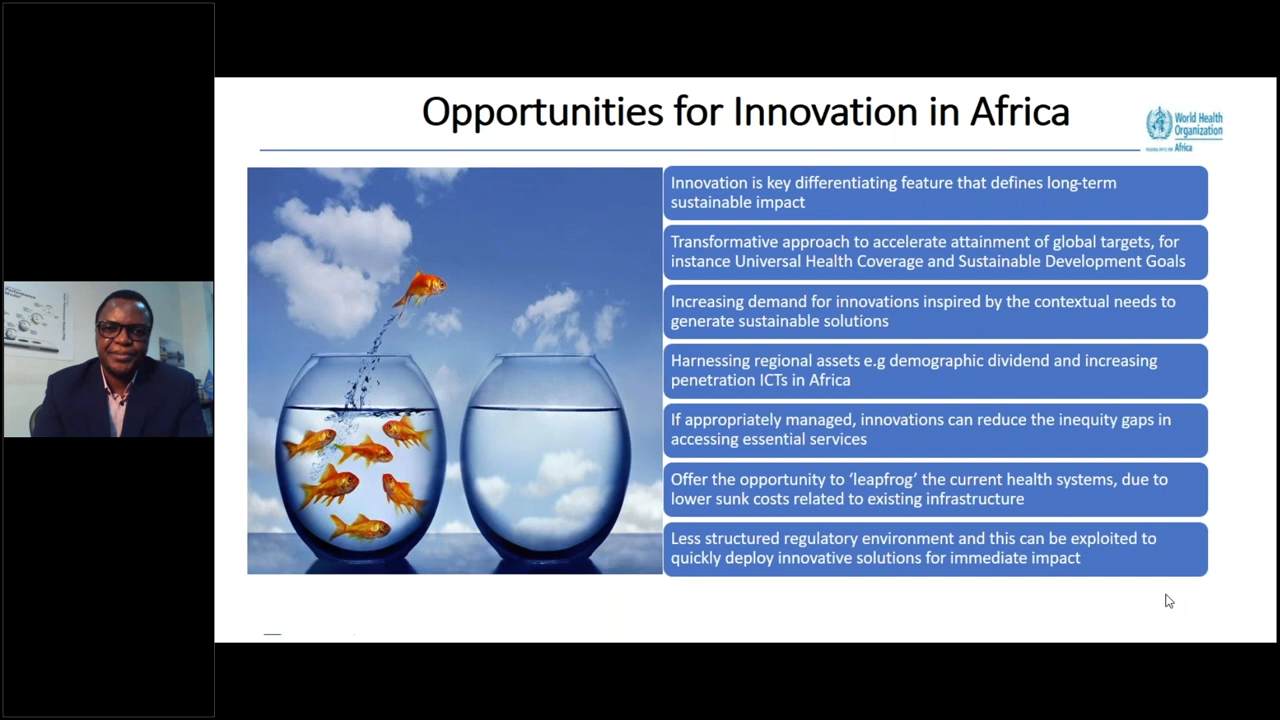 Opportunities for Innovation in Africa
World Health
Organization
REGIONAL OFFICE FOR Africa
Innovation is key differentiating feature that defines long-term
sustainable impact
Transformative approach to accelerate attainment of global targets, for
instance Universal Health Coverage and Sustainable Development Goals
Increasing demand for innovations inspired by the contextual needs to
generate sustainable solutions
Harnessing regional assets e.g demographic dividend and increasing
penetration ICTs in Africa
If appropriately managed, innovations can reduce the inequity gaps in
accessing essential services
Offer the opportunity to ‘leapfrog’ the current health systems, due to
lower sunk costs related to existing infrastructure
Less structured regulatory environment and this can be exploited to
quickly deploy innovative solutions for immediate impact